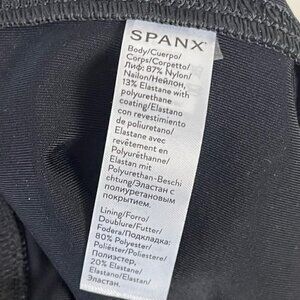 SPANX®
Body/Cuerpo/
Corps/Corpetto/
Лиф: 87% Nylon/
Nailon/Нейлон,
13% Elastane with
polyurethane
coating/Elastano
con revestimiento
de poliuretano/
Elastane avec
revêtement en
Polyuréthanne/
Elastan mit
Polyurethan-Beschi
chtung/Эластан с
полиуретановым
покрытием.
Lining/Forro/
Doublure/Futter/
Fodera/Подкладка:
80% Polyester/
Poliéster/Poliestere/
Полиэстер,
20% Elastane/
Elastano/Elastan/
Эластан